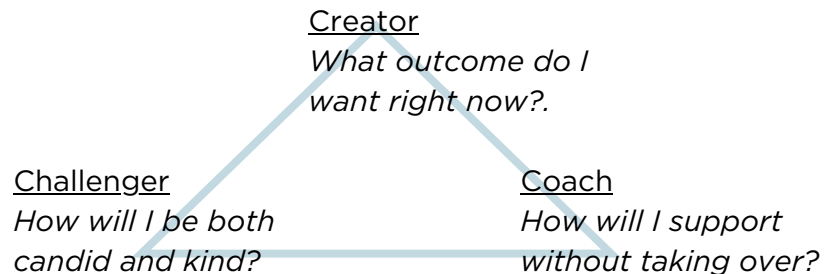 Creator
What outcome do I
want right now?.
Challenger
How will I be both
candid and kind?
Coach
How will I support
without taking over?